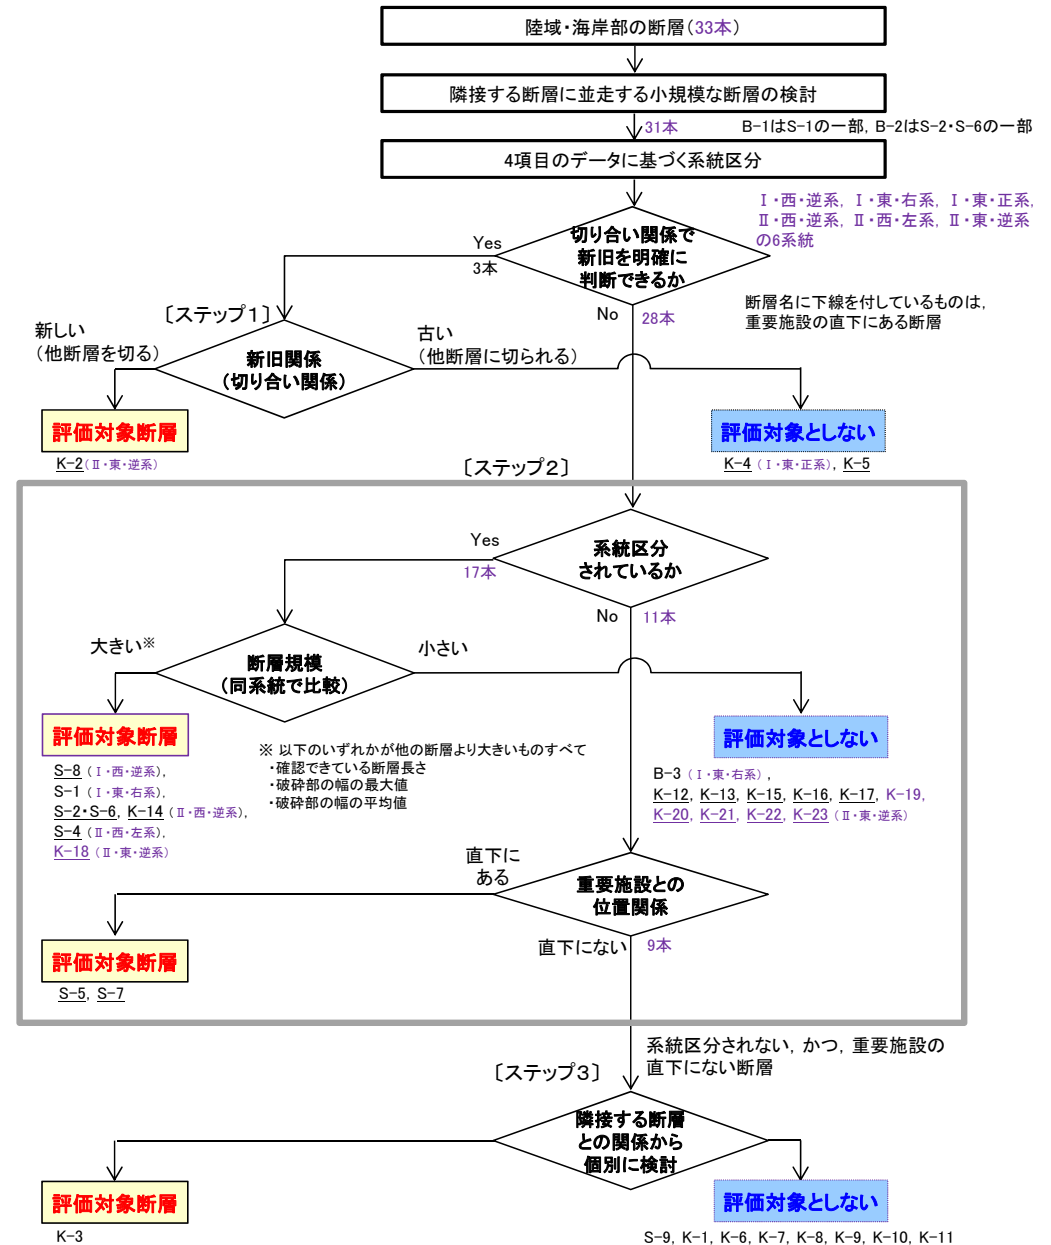 陸域・海岸部の断層(33本)
隣接する断層に並走する小規模な断層の検討
31本
B-1はS-1の一部, B-2はS-2・S-6の一部
4項目のデータに基づく系統区分
Ⅰ・西・逆系, Ⅰ・東・右系, Ⅰ・東・正系,
Ⅱ・西・逆系, Ⅱ・西・左系, Ⅱ・東・逆系
の6系統
切り合い関係で
新旧を明確に
判断できるか
Yes
3本
No
28本
断層名に下線を付しているものは,
重要施設の直下にある断層
〔ステップ1〕
新しい
(他断層を切る)
古い
(他断層に切られる)
新旧関係
(切り合い関係)
評価対象断層
K-2(Ⅱ・東・逆系)
評価対象としない
K-4(Ⅰ・東・正系), K-5
〔ステップ2〕
系統区分
されているか
Yes
17本
No
11本
大きい※
小さい
断層規模
(同系統で比較)
評価対象断層
S-8(Ⅰ・西・逆系),
S-1(Ⅰ・東・右系),
S-2・S-6, K-14(Ⅱ・西・逆系),
S-4(Ⅱ・西・左系),
K-18(Ⅱ・東・逆系)
※ 以下のいずれかが他の断層より大きいものすべて
・確認できている断層長さ
・破砕部の幅の最大値
・破砕部の幅の平均値
評価対象としない
B-3(Ⅰ・東・右系),
K-12, K-13, K-15, K-16, K-17, K-19,
K-20, K-21, K-22, K-23(Ⅱ・東・逆系)
直下に
ある
重要施設との
位置関係
直下にない
9本
評価対象断層
S-5, S-7
系統区分されない, かつ, 重要施設の
直下にない断層
〔ステップ3〕
隣接する断層
との関係から
個別に検討
評価対象断層
K-3
評価対象としない
S-9, K-1, K-6, K-7, K-8, K-9, K-10, K-11